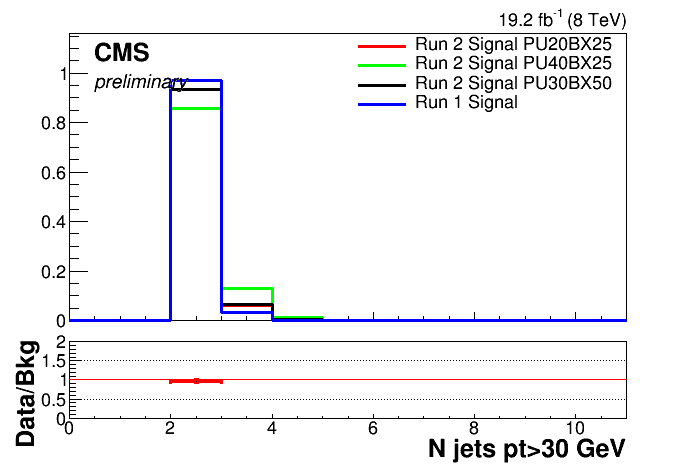 19.2 fb⁻¹ (8 TeV)
CMS
preliminary
Run 2 Signal PU20BX25
Run 2 Signal PU40BX25
Run 2 Signal PU30BX50
Run 1 Signal
1
0.8
0.6
0.4
0.2
0
Data/Bkg
2
1.5
1
0.5
0
0 2 4 6 8 10
N jets pt>30 GeV